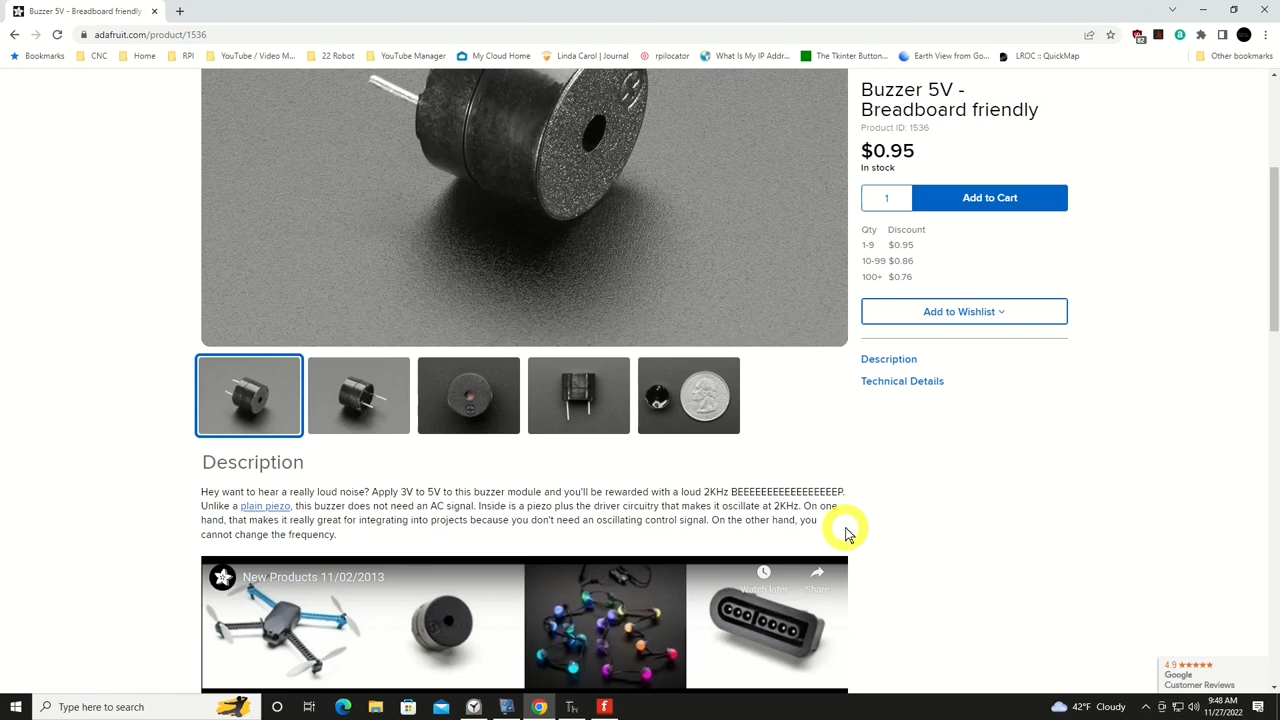 Buzzer 5V - Breadboard friendly
adafruit.com/product/1536
82
Bookmarks
CNC
Home
RPI
YouTube / Video M...
22 Robot
YouTube Manager
My Cloud Home
Linda Carol | Journal
rpilocator
What Is My IP Addr...
The Tkinter Button...
Earth View from Go...
LROC :: QuickMap
Other bookmarks
Buzzer 5V -
Breadboard friendly
Product ID: 1536
$0.95
In stock
1
Add to Cart
Qty Discount
1-9 $0.95
10-99 $0.86
100+ $0.76
Add to Wishlist
Description
Technical Details
Description
Hey want to hear a really loud noise? Apply 3V to 5V to this buzzer module and you'll be rewarded with a loud 2KHz BEEEEEEEEEEEEEEEEEP.
Unlike a plain piezo, this buzzer does not need an AC signal. Inside is a piezo plus the driver circuitry that makes it oscillate at 2KHz. On one
hand, that makes it really great for integrating into projects because you don't need an oscillating control signal. On the other hand, you
cannot change the frequency.
New Products 11/02/2013
Watch later
Share
4.9 ★★★★★
Google
Customer Reviews
Type here to search
42°F Cloudy
9:48 AM
11/27/2022